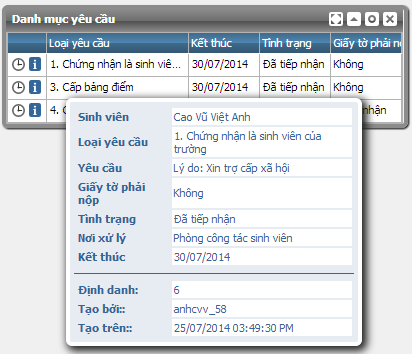 Danh mục yêu cầu
Loại yêu cầu Kết thúc Tình trạng Giấy tờ phải nộ
1. Chứng nhận là sinh viê... 30/07/2014 Đã tiếp nhận Không
3. Cấp bảng điểm 30/07/2014 Đã tiếp nhận Không
4.
Sinh viên Cao Vũ Việt Anh
Loại yêu cầu 1. Chứng nhận là sinh viên của
trường
Yêu cầu Lý do: Xin trợ cấp xã hội
Giấy tờ phải
nộp Không
Tình trạng Đã tiếp nhận
Nơi xử lý Phòng công tác sinh viên
Kết thúc 30/07/2014
Định danh: 6
Tạo bởi:: anhcvv_58
Tạo trên:: 25/07/2014 03:49:30 PM